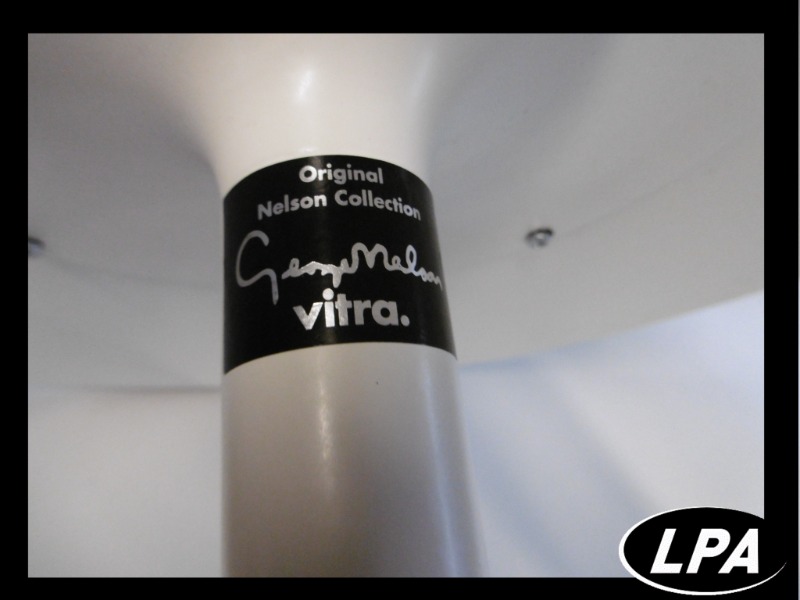 Original
Nelson Collection
George Nelson
vitra.
LPA